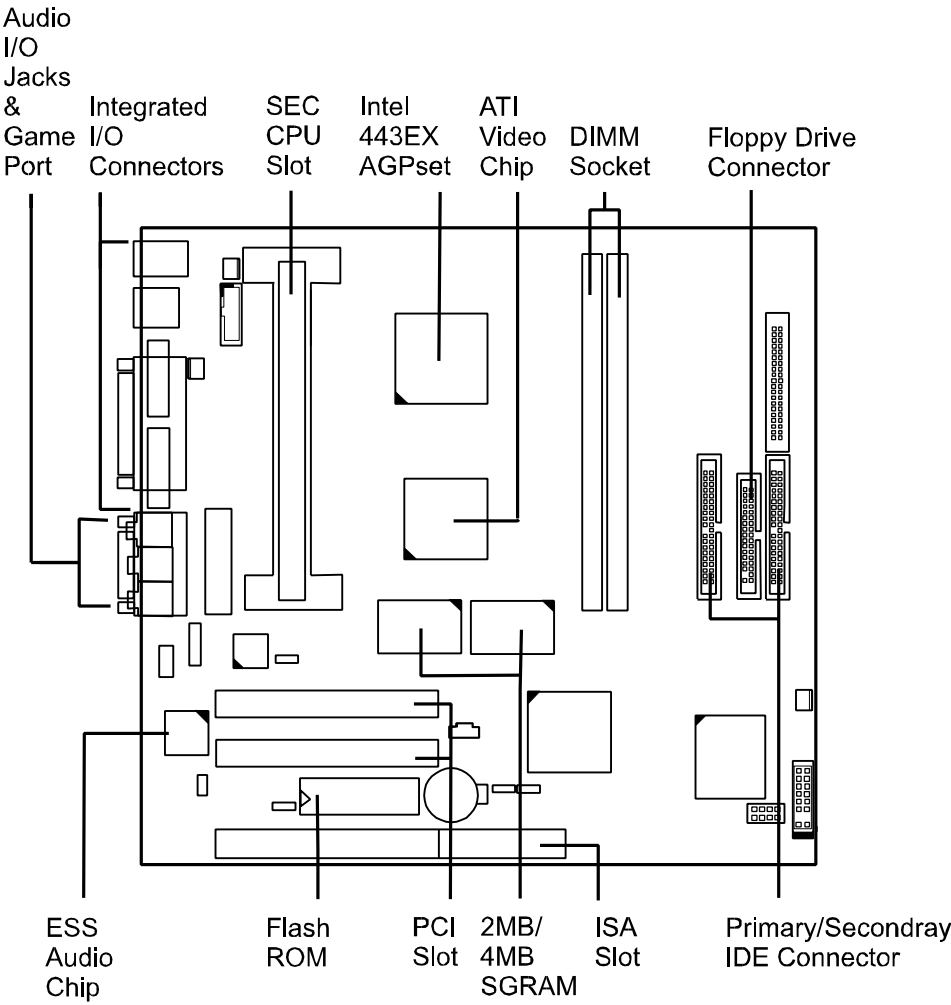 Audio
I/O
Jacks
&
Game
Port
Integrated
I/O
Connectors
SEC
CPU
Slot
Intel
443EX
AGPset
ATI
Video
Chip
DIMM
Socket
Floppy Drive
Connector
ESS
Audio
Chip
Flash
ROM
PCI
Slot
2MB/
4MB
SGRAM
ISA
Slot
Primary/Secondray
IDE Connector